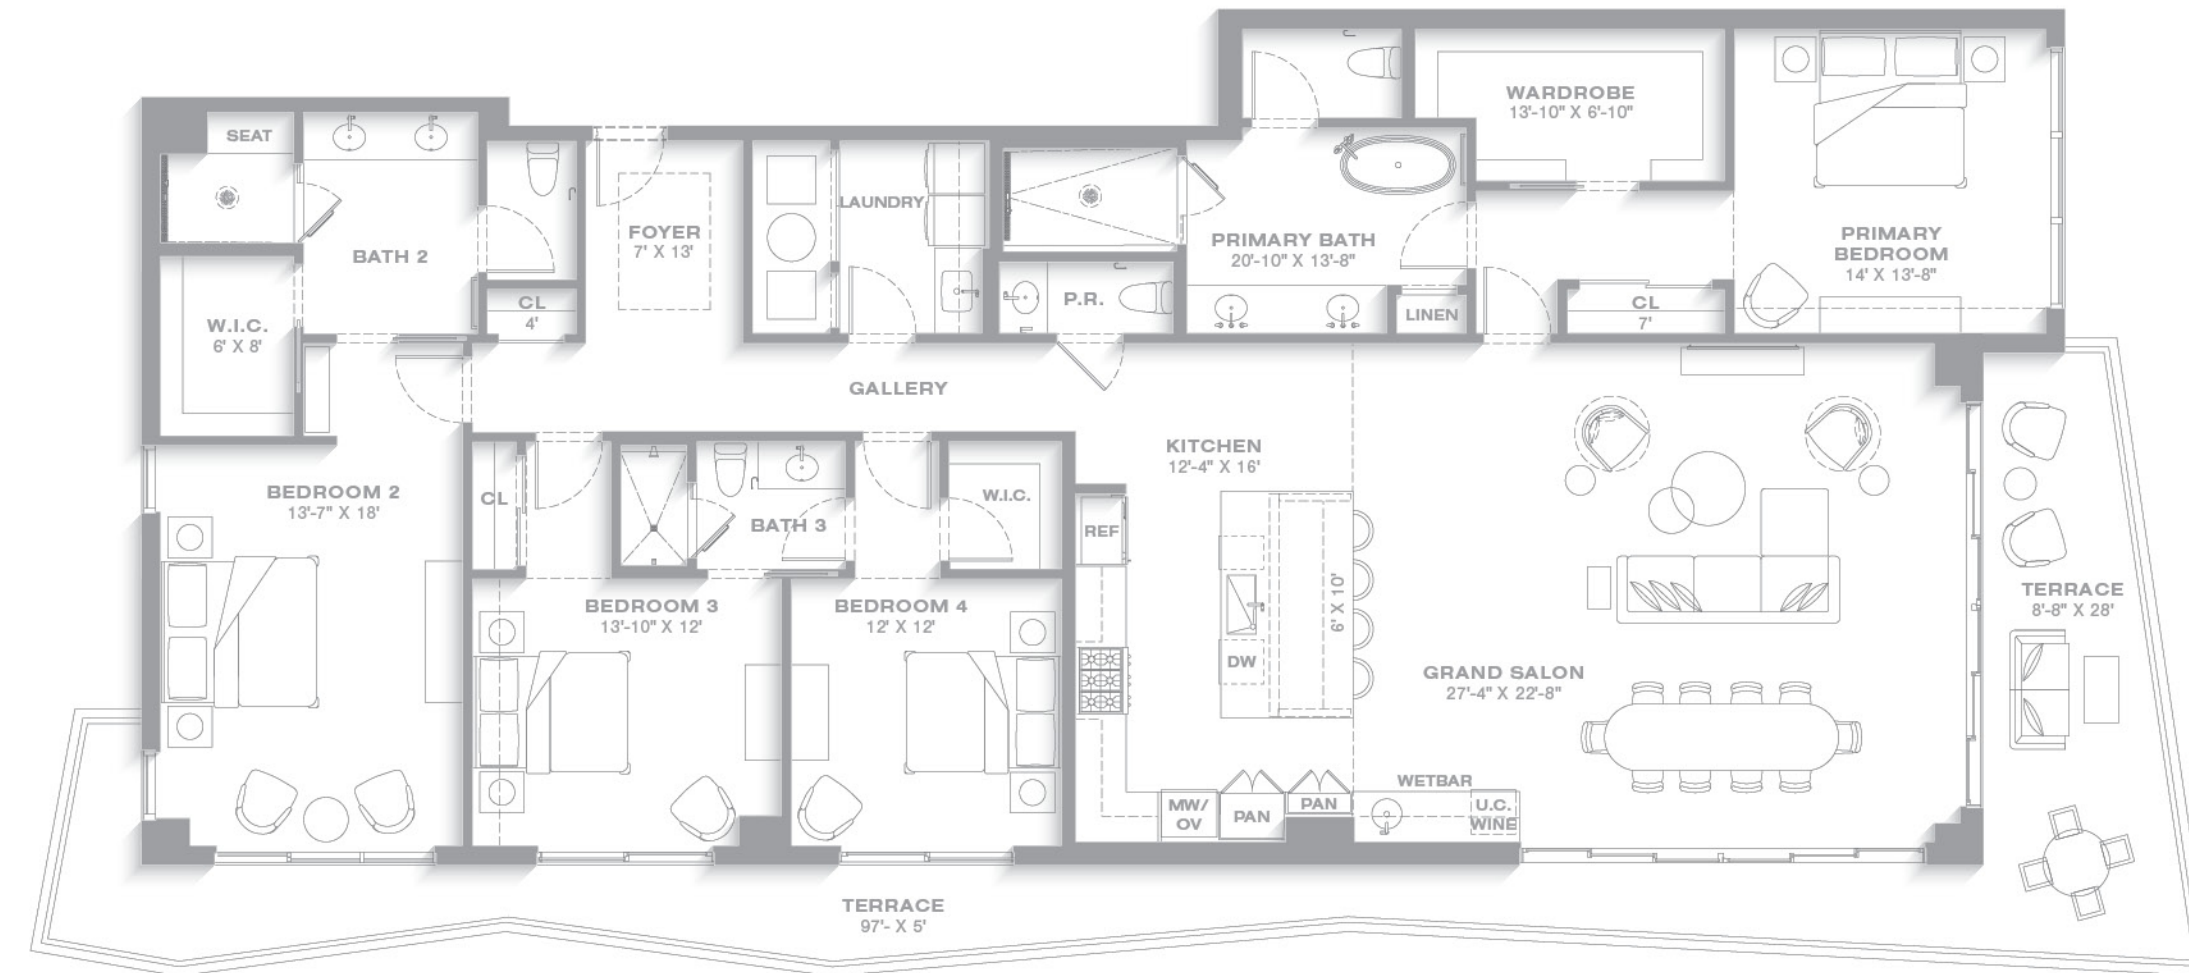 WARDROBE
13'-10" X 6'-10"
SEAT
LAUNDRY
FOYER
7' X 13'
PRIMARY BATH
20'-10" X 13'-8"
PRIMARY
BEDROOM
14' X 13'-8"
BATH 2
CL
4'
P.R.
LINEN
CL
7'
W.I.C.
6' X 8'
GALLERY
KITCHEN
12'-4" X 16'
BEDROOM 2
13'-7" X 18'
CL
BATH 3
W.I.C.
REF
6' X 10'
TERRACE
8'-8" X 28'
BEDROOM 3
13'-10" X 12'
BEDROOM 4
12' X 12'
DW
GRAND SALON
27'-4" X 22'-8"
WETBAR
MW/
OV
PAN
PAN
U.C.
WINE
TERRACE
97'- X 5'